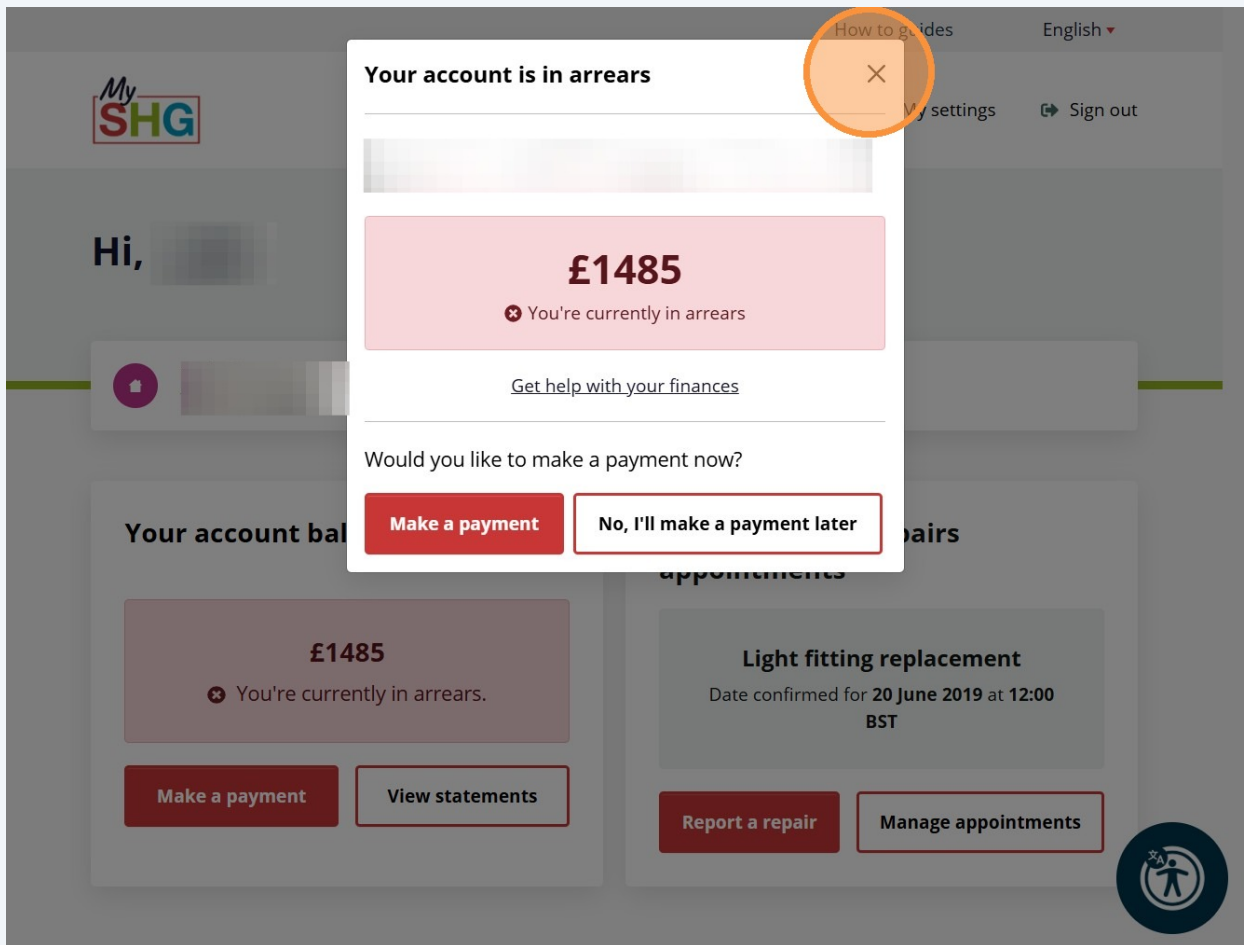 How to guides
English
Your account is in arrears
My
SHG
My settings
Sign out
Hi,
£1485
You're currently in arrears
Get help with your finances
Would you like to make a payment now?
Make a payment
No, I'll make a payment later
Your account bal
pairs
appointments
£1485
You're currently in arrears.
Light fitting replacement
Date confirmed for 20 June 2019 at 12:00
BST
Make a payment
View statements
Report a repair
Manage appointments